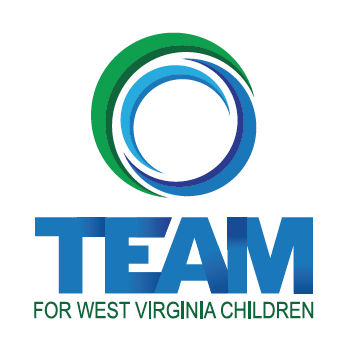 TEAM
FOR WEST VIRGINIA CHILDREN